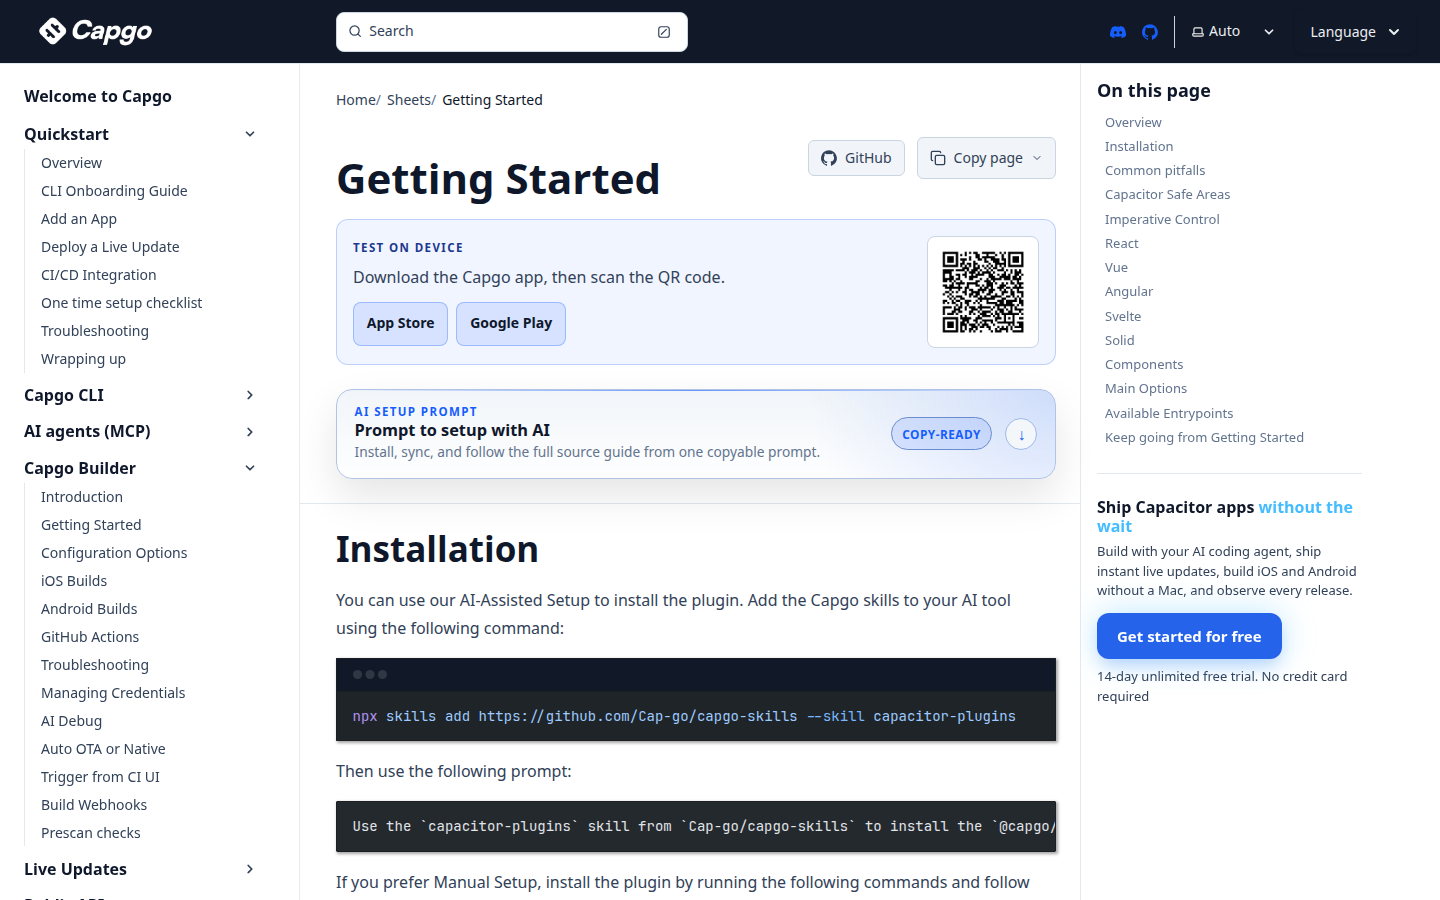 Capgo
Search
Auto
Language
Welcome to Capgo
Quickstart
Overview
CLI Onboarding Guide
Add an App
Deploy a Live Update
CI/CD Integration
One time setup checklist
Troubleshooting
Wrapping up
Capgo CLI
AI agents (MCP)
Capgo Builder
Introduction
Getting Started
Configuration Options
iOS Builds
Android Builds
GitHub Actions
Troubleshooting
Managing Credentials
AI Debug
Auto OTA or Native
Trigger from CI UI
Build Webhooks
Prescan checks
Live Updates
Home/ Sheets/ Getting Started
GitHub
Copy page
Getting Started
TEST ON DEVICE
Download the Capgo app, then scan the QR code.
App Store
Google Play
AI SETUP PROMPT
Prompt to setup with AI
Install, sync, and follow the full source guide from one copyable prompt.
COPY-READY
Installation
You can use our AI-Assisted Setup to install the plugin. Add the Capgo skills to your AI tool
using the following command:
npx skills add https://github.com/Cap-go/capgo-skills --skill capacitor-plugins
Then use the following prompt:
Use the `capacitor-plugins` skill from `Cap-go/capgo-skills` to install the `@capgo/
If you prefer Manual Setup, install the plugin by running the following commands and follow
On this page
Overview
Installation
Common pitfalls
Capacitor Safe Areas
Imperative Control
React
Vue
Angular
Svelte
Solid
Components
Main Options
Available Entrypoints
Keep going from Getting Started
Ship Capacitor apps without the
wait
Build with your AI coding agent, ship
instant live updates, build iOS and Android
without a Mac, and observe every release.
Get started for free
14-day unlimited free trial. No credit card
required